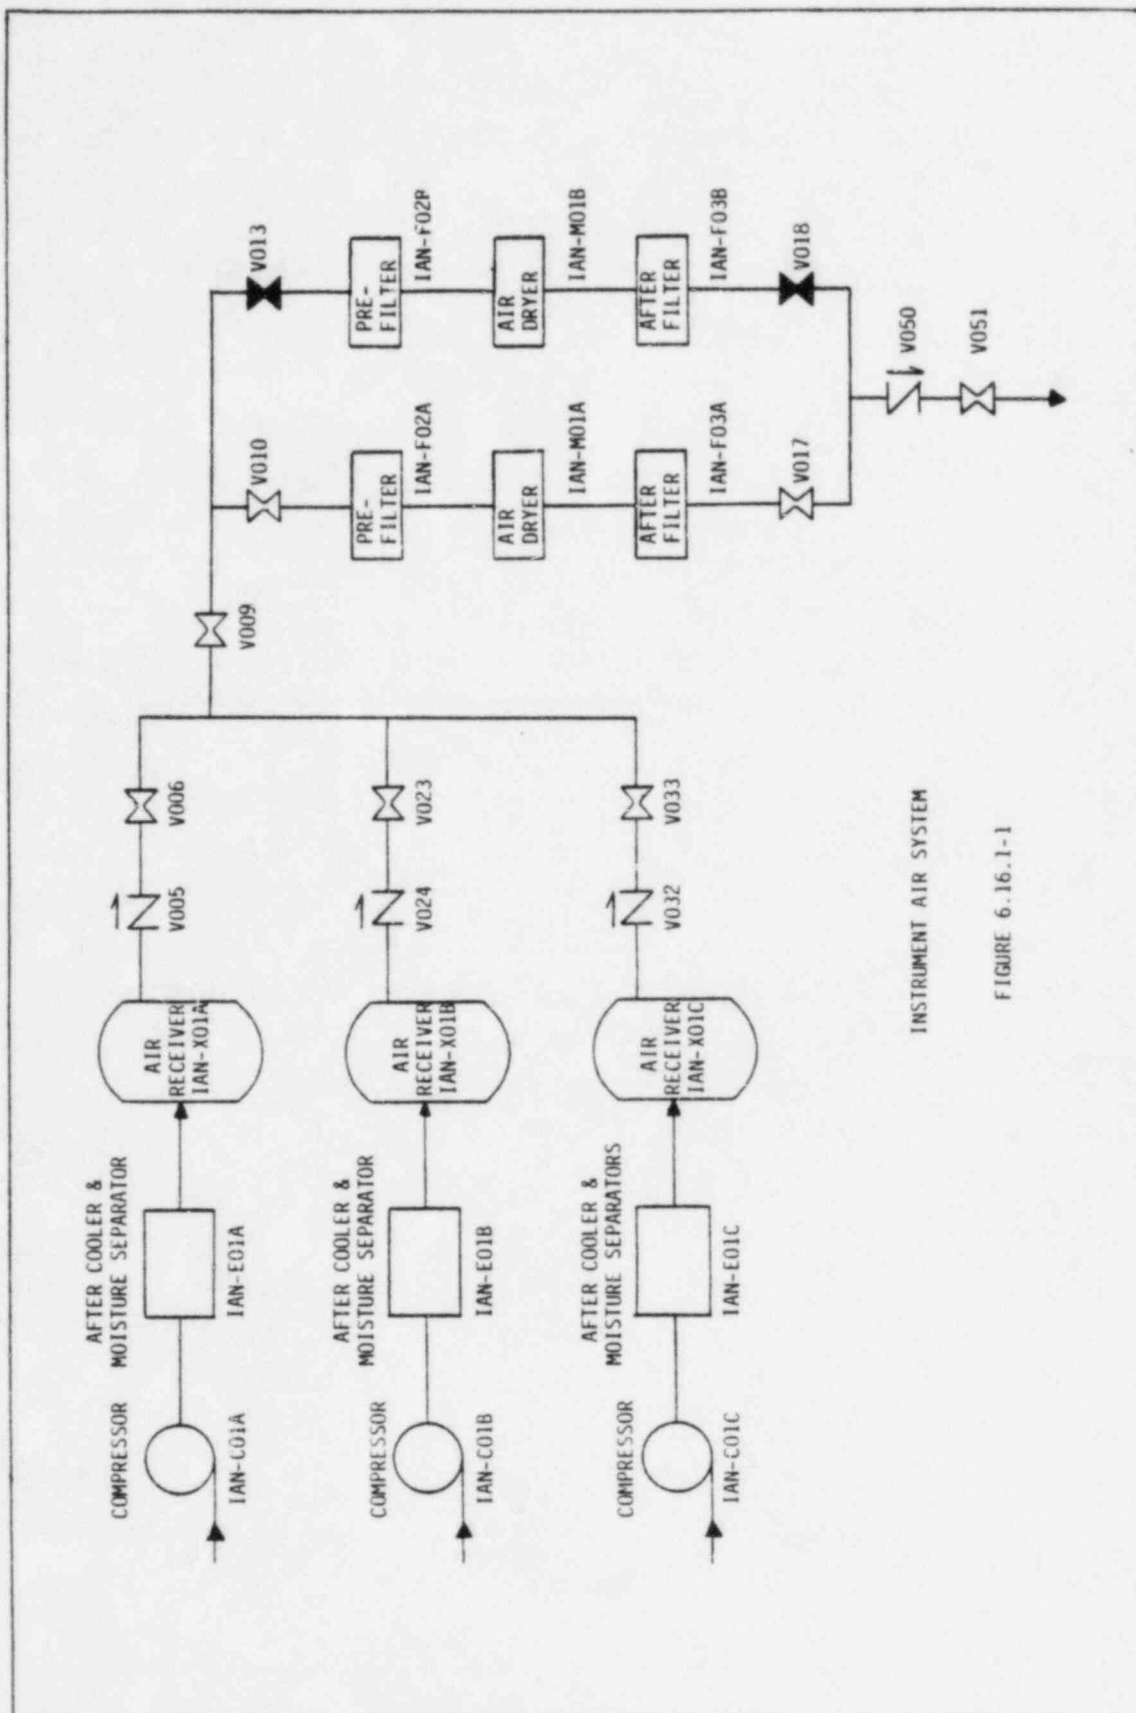 COMPRESSOR
IAN-C01A
AFTER COOLER &
MOISTURE SEPARATOR
IAN-E01A
AIR
RECEIVER
IAN-X01A
V005
V006
COMPRESSOR
IAN-C01B
AFTER COOLER &
MOISTURE SEPARATOR
IAN-E01B
AIR
RECEIVER
IAN-X01B
V024
V023
COMPRESSOR
IAN-C01C
AFTER COOLER &
MOISTURE SEPARATORS
IAN-E01C
AIR
RECEIVER
IAN-X01C
V032
V033
V009
V010
PRE-
FILTER
IAN-F02A
AIR
DRYER
IAN-M01A
AFTER
FILTER
IAN-F03A
V017
V013
PRE-
FILTER
IAN-F02P
AIR
DRYER
IAN-M01B
AFTER
FILTER
IAN-F03B
V018
V050
V051
INSTRUMENT AIR SYSTEM
FIGURE 6.16.1-1